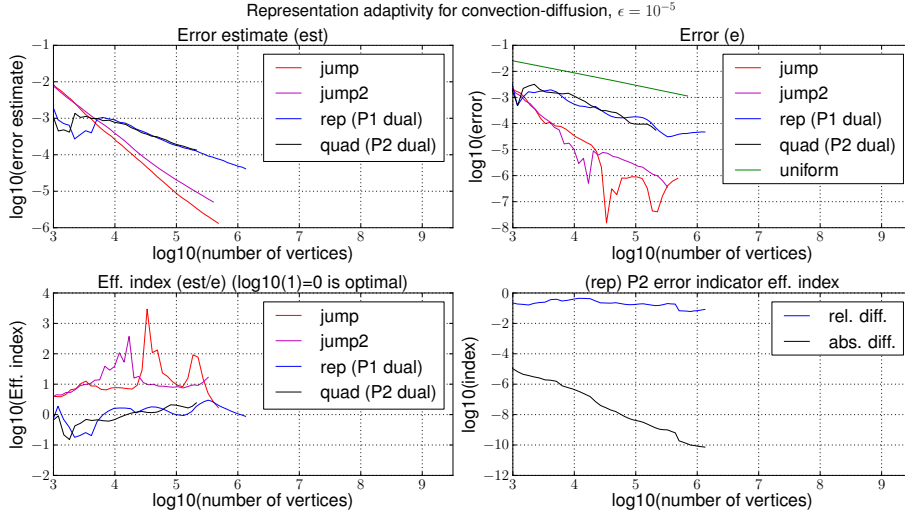 Representation adaptivity for convection-diffusion, ϵ = 10⁻⁵
Error estimate (est)
log10(error estimate)
−1
−2
−3
−4
−5
−6
3 4 5 6 7 8 9
log10(number of vertices)
jump
jump2
rep (P1 dual)
quad (P2 dual)
Error (e)
log10(error)
−1
−2
−3
−4
−5
−6
−7
−8
3 4 5 6 7 8 9
log10(number of vertices)
jump
jump2
rep (P1 dual)
quad (P2 dual)
uniform
Eff. index (est/e) (log10(1)=0 is optimal)
log10(Eff. index)
4
3
2
1
0
−1
−2
3 4 5 6 7 8 9
log10(number of vertices)
jump
jump2
rep (P1 dual)
quad (P2 dual)
(rep) P2 error indicator eff. index
log10(index)
0
−2
−4
−6
−8
−10
−12
3 4 5 6 7 8 9
log10(number of vertices)
rel. diff.
abs. diff.